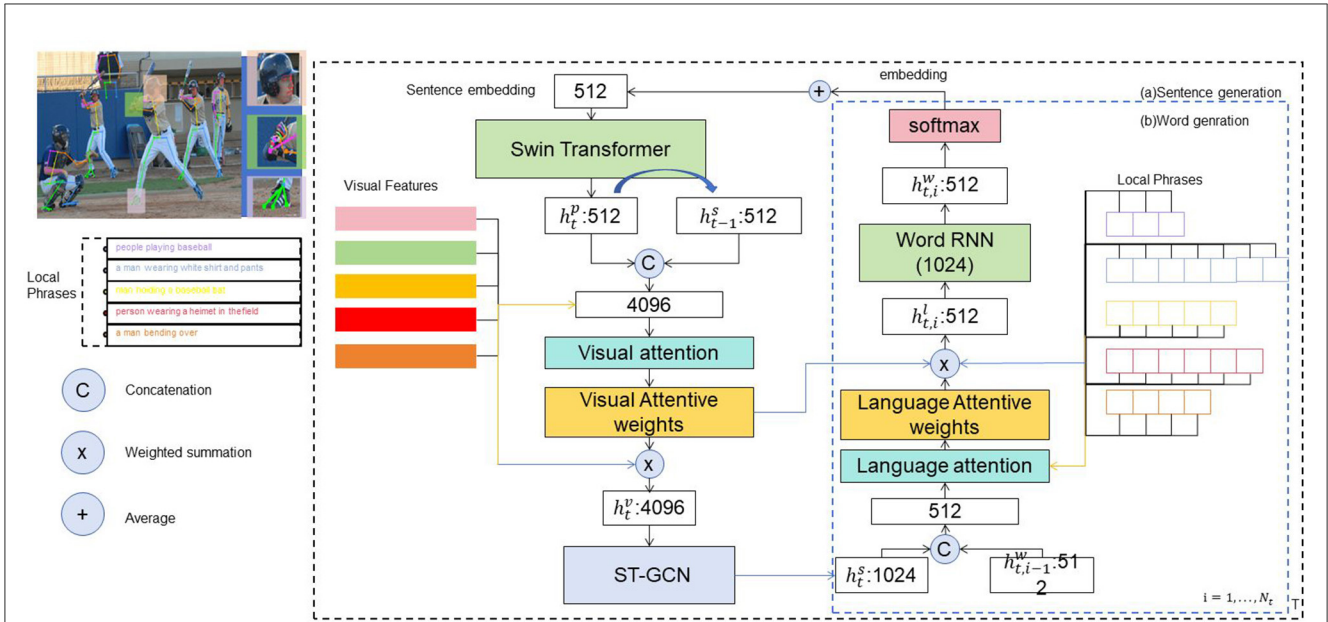 Local
Phrases
people playing baseball
a man wearing white shirt and pants
man holding a baseball bat
person wearing a heimet in the field
a man bending over
C
Concatenation
x
Weighted summation
+
Average
Sentence embedding
512
Swin Transformer
Visual Features
h_t^p:512
h_{t-1}^s:512
C
4096
Visual attention
Visual Attentive
weights
x
h_t^v:4096
ST-GCN
+
embedding
(a)Sentence generation
(b)Word genration
softmax
h_{t,i}^w:512
Word RNN
(1024)
h_{t,i}^l:512
x
Language Attentive
weights
Language attention
512
C
h_t^s:1024
h_{t,i-1}^w:51
2
Local Phrases
i = 1, ..., N_t
T